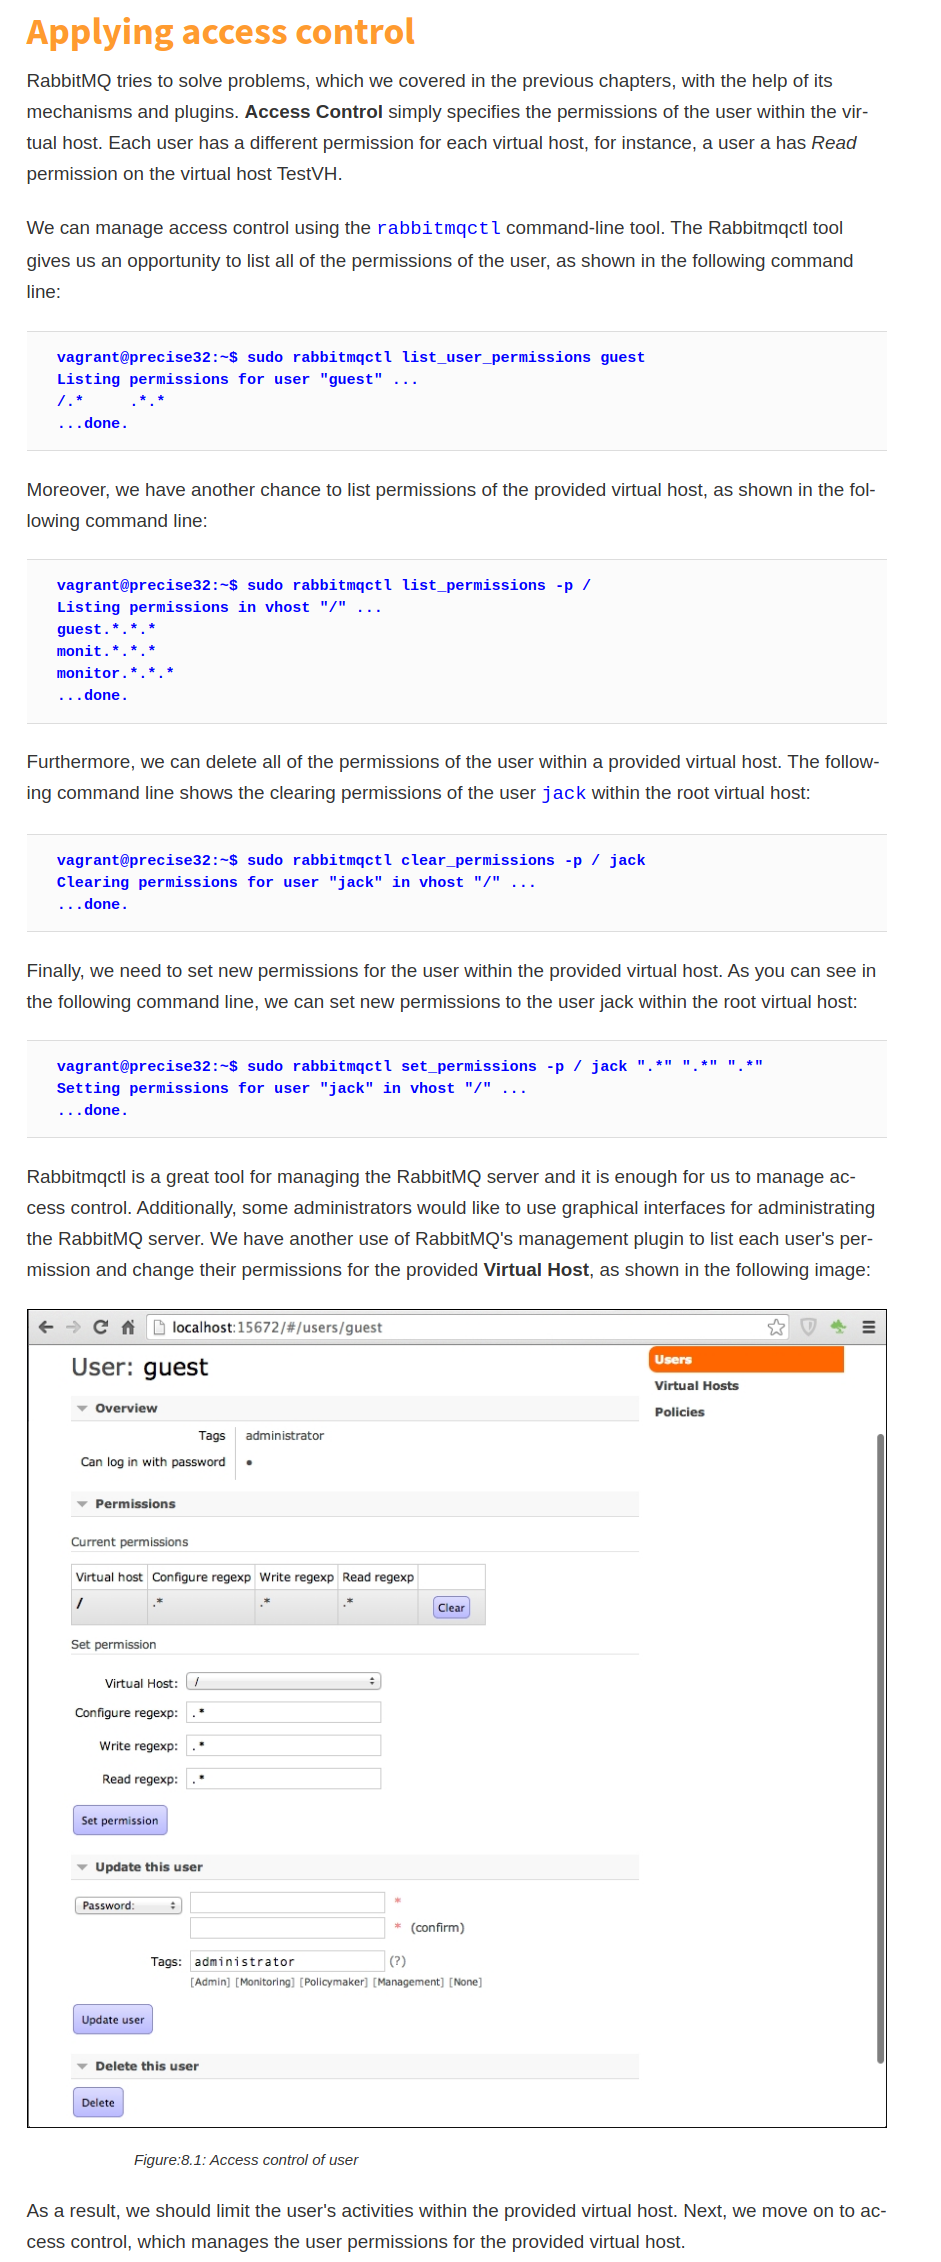 Applying access control
RabbitMQ tries to solve problems, which we covered in the previous chapters, with the help of its
mechanisms and plugins. Access Control simply specifies the permissions of the user within the vir-
tual host. Each user has a different permission for each virtual host, for instance, a user a has Read
permission on the virtual host TestVH.
We can manage access control using the rabbitmqctl command-line tool. The Rabbitmqctl tool
gives us an opportunity to list all of the permissions of the user, as shown in the following command
line:
vagrant@precise32:~$ sudo rabbitmqctl list_user_permissions guest
Listing permissions for user "guest" ...
/.*     .*.*
...done.
Moreover, we have another chance to list permissions of the provided virtual host, as shown in the fol-
lowing command line:
vagrant@precise32:~$ sudo rabbitmqctl list_permissions -p /
Listing permissions in vhost "/" ...
guest.*.*.*
monit.*.*.*
monitor.*.*.*
...done.
Furthermore, we can delete all of the permissions of the user within a provided virtual host. The follow-
ing command line shows the clearing permissions of the user jack within the root virtual host:
vagrant@precise32:~$ sudo rabbitmqctl clear_permissions -p / jack
Clearing permissions for user "jack" in vhost "/" ...
...done.
Finally, we need to set new permissions for the user within the provided virtual host. As you can see in
the following command line, we can set new permissions to the user jack within the root virtual host:
vagrant@precise32:~$ sudo rabbitmqctl set_permissions -p / jack ".*" ".*" ".*"
Setting permissions for user "jack" in vhost "/" ...
...done.
Rabbitmqctl is a great tool for managing the RabbitMQ server and it is enough for us to manage ac-
cess control. Additionally, some administrators would like to use graphical interfaces for administrating
the RabbitMQ server. We have another use of RabbitMQ's management plugin to list each user's per-
mission and change their permissions for the provided Virtual Host, as shown in the following image:
localhost:15672/#/users/guest
User: guest
Users
Virtual Hosts
Policies
Overview
Tags administrator
Can log in with password •
Permissions
Current permissions
Virtual host Configure regexp Write regexp Read regexp
/ .* .* .* Clear
Set permission
Virtual Host: /
Configure regexp: .*
Write regexp: .*
Read regexp: .*
Set permission
Update this user
Password: *
* (confirm)
Tags: administrator (?)
[Admin] [Monitoring] [Policymaker] [Management] [None]
Update user
Delete this user
Delete
Figure:8.1: Access control of user
As a result, we should limit the user's activities within the provided virtual host. Next, we move on to ac-
cess control, which manages the user permissions for the provided virtual host.